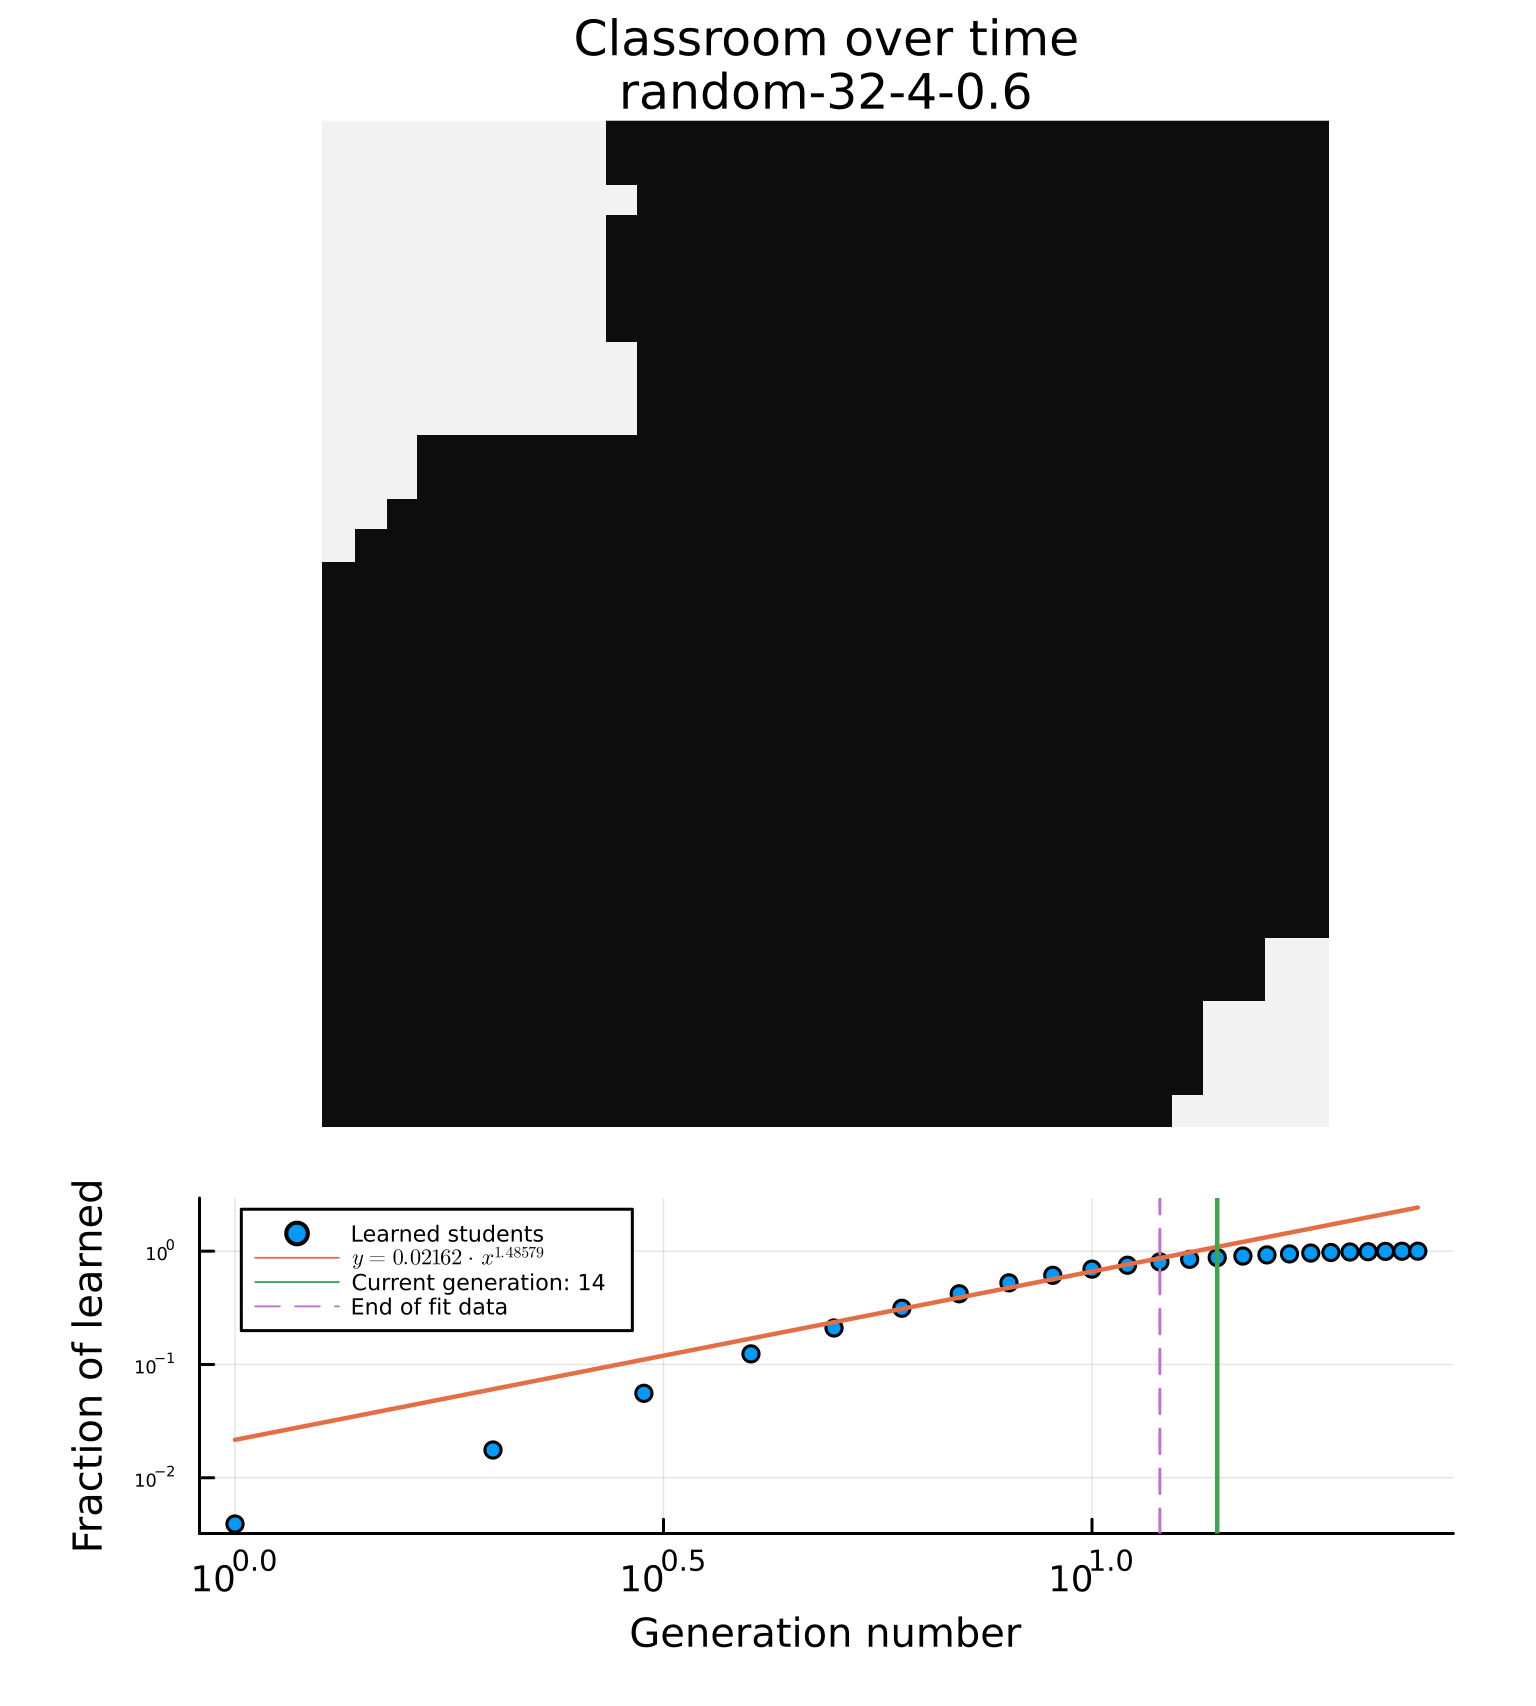 Classroom over time
random-32-4-0.6
Fraction of learned
10⁰
10⁻¹
10⁻²
Learned students
y = 0.02162 · x^1.48579
Current generation: 14
End of fit data
10^0.0 10^0.5 10^1.0
Generation number